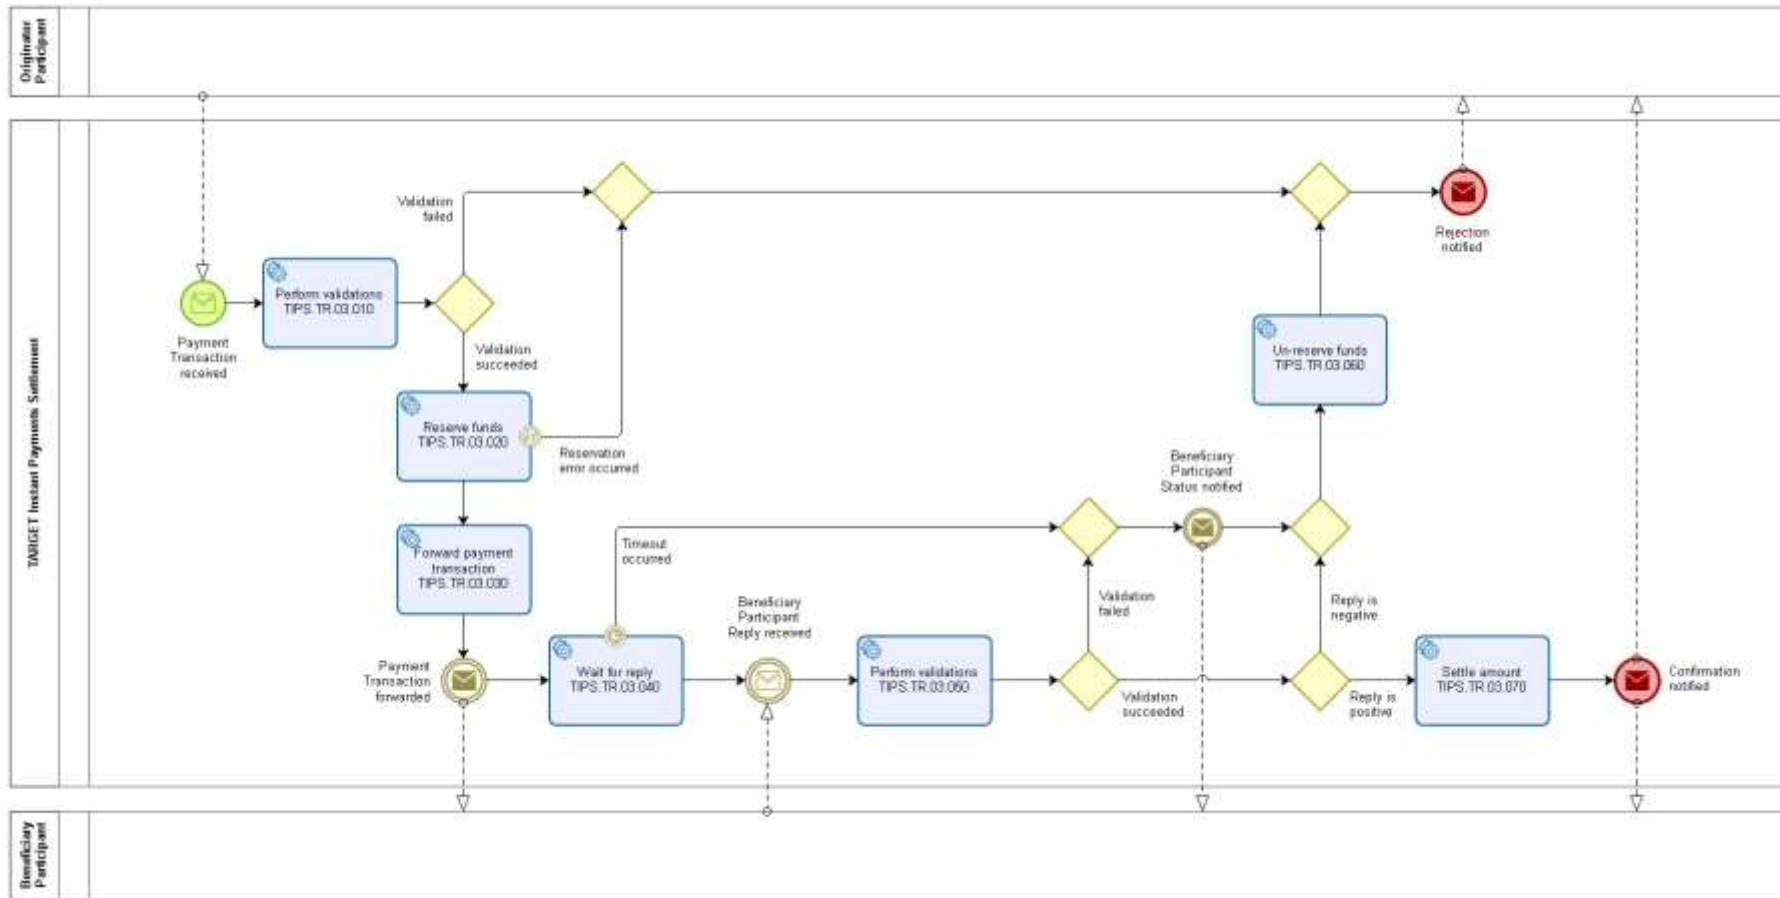 Originator
Participant
TARGET Instant Payments Settlement
Beneficiary
Participant
Payment
Transaction
received
Perform validations
TIPS.TR.03.010
Validation
failed
Validation
succeeded
Reserve funds
TIPS.TR.03.020
Reservation
error occurred
Forward payment
transaction
TIPS.TR.03.030
Payment
Transaction
forwarded
Timeout
occurred
Wait for reply
TIPS.TR.03.040
Beneficiary
Participant
Reply received
Perform validations
TIPS.TR.03.050
Validation
failed
Validation
succeeded
Beneficiary
Participant
Status notified
Reply is
negative
Reply is
positive
Un-reserve funds
TIPS.TR.03.060
Rejection
notified
Settle amount
TIPS.TR.03.070
Confirmation
notified